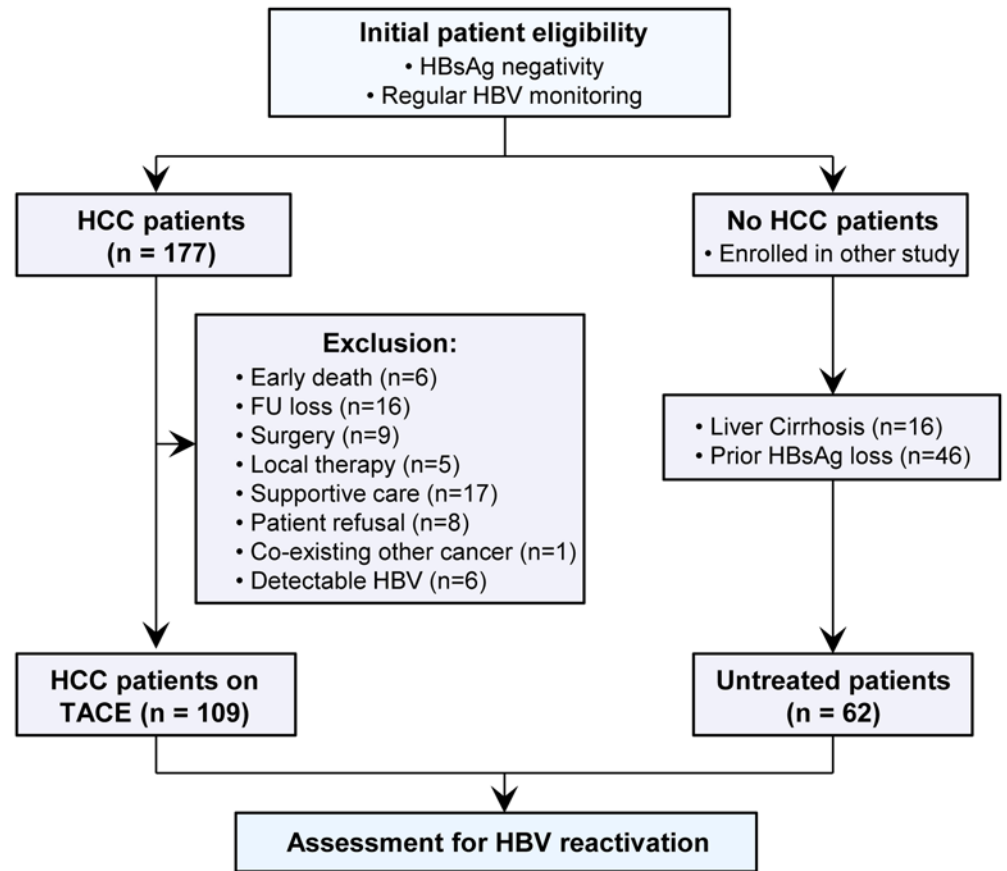 Initial patient eligibility
• HBsAg negativity
• Regular HBV monitoring
HCC patients
(n = 177)
No HCC patients
• Enrolled in other study
Exclusion:
• Early death (n=6)
• FU loss (n=16)
• Surgery (n=9)
• Local therapy (n=5)
• Supportive care (n=17)
• Patient refusal (n=8)
• Co-existing other cancer (n=1)
• Detectable HBV (n=6)
• Liver Cirrhosis (n=16)
• Prior HBsAg loss (n=46)
HCC patients on
TACE (n = 109)
Untreated patients
(n = 62)
Assessment for HBV reactivation